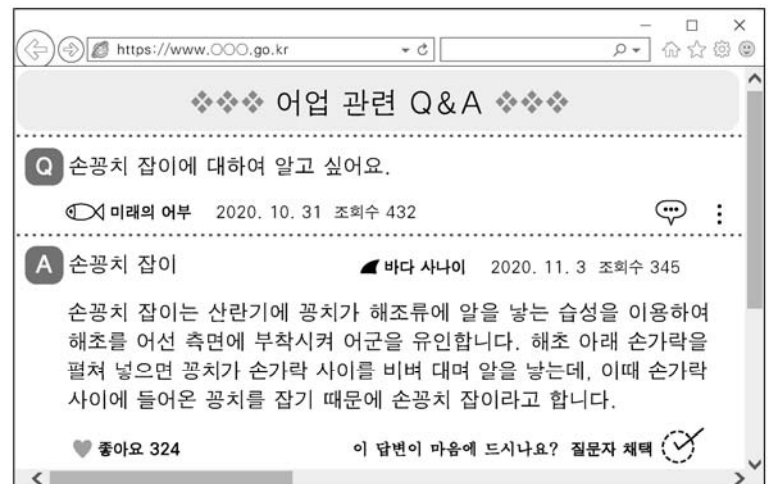 https://www.○○○.go.kr
어업 관련 Q&A
Q 손꽁치 잡이에 대하여 알고 싶어요.
미래의 어부 2020. 10. 31 조회수 432
A 손꽁치 잡이 바다 사나이 2020. 11. 3 조회수 345
손꽁치 잡이는 산란기에 꽁치가 해조류에 알을 낳는 습성을 이용하여
해초를 어선 측면에 부착시켜 어군을 유인합니다. 해초 아래 손가락을
펼쳐 넣으면 꽁치가 손가락 사이를 비벼 대며 알을 낳는데, 이때 손가락
사이에 들어온 꽁치를 잡기 때문에 손꽁치 잡이라고 합니다.
좋아요 324 이 답변이 마음에 드시나요? 질문자 채택